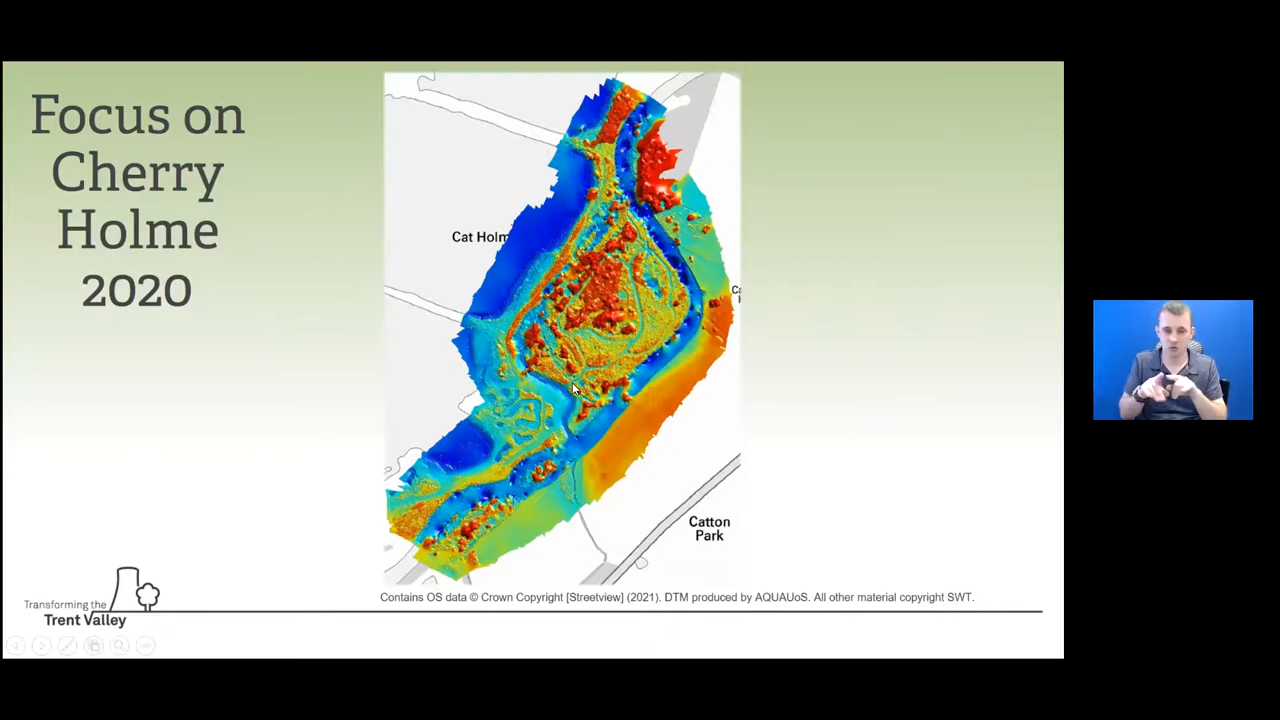 Focus on
Cherry
Holme
2020
Cat Holm
Catton
Park
Contains OS data © Crown Copyright [Streetview] (2021). DTM produced by AQUAUoS. All other material copyright SWT.
Transforming the
Trent Valley